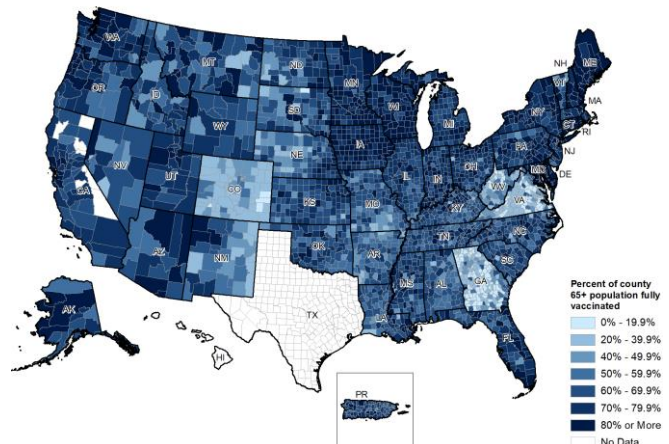 WA
MT
ND
MN
ME
NH
VT
OR
ID
SD
WI
NY
MA
WY
MI
CT
RI
IA
PA
NJ
NE
NV
OH
MD
DE
UT
IL
IN
CA
CO
WV
VA
KS
MO
KY
NC
TN
AZ
OK
NM
AR
SC
MS
AL
GA
TX
LA
AK
FL
HI
PR
Percent of county
65+ population fully
vaccinated
0% - 19.9%
20% - 39.9%
40% - 49.9%
50% - 59.9%
60% - 69.9%
70% - 79.9%
80% or More
No Data